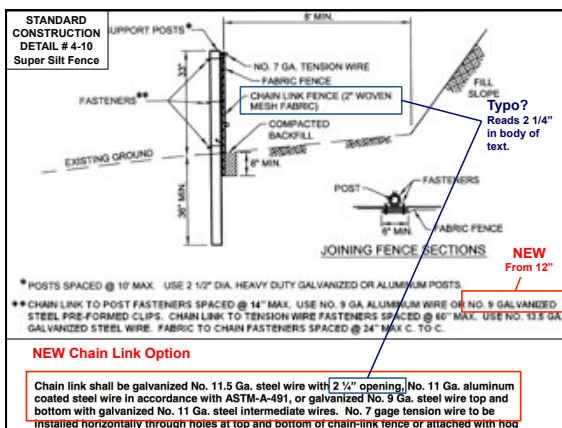 STANDARD
CONSTRUCTION
DETAIL # 4-10
Super Silt Fence
SUPPORT POSTS*
8' MIN.
33"
NO. 7 GA. TENSION WIRE
FABRIC FENCE
FASTENERS**
CHAIN LINK FENCE (2" WOVEN
MESH FABRIC)
FILL
SLOPE
Typo?
Reads 2 1/4"
in body of
text.
COMPACTED
BACKFILL
EXISTING GROUND
8" MIN.
36" MIN.
POST
FASTENERS
FABRIC FENCE
6" MIN.
JOINING FENCE SECTIONS
NEW
From 12"
* POSTS SPACED @ 10' MAX. USE 2 1/2" DIA. HEAVY DUTY GALVANIZED OR ALUMINUM POSTS.
** CHAIN LINK TO POST FASTENERS SPACED @ 14" MAX. USE NO. 9 GA. ALUMINUM WIRE OR NO. 9 GALVANIZED
STEEL PRE-FORMED CLIPS. CHAIN LINK TO TENSION WIRE FASTENERS SPACED @ 60" MAX. USE NO. 13.5 GA.
GALVANIZED STEEL WIRE. FABRIC TO CHAIN FASTENERS SPACED @ 24" MAX C. TO C.
NEW Chain Link Option
Chain link shall be galvanized No. 11.5 Ga. steel wire with 2 ¼" opening, No. 11 Ga. aluminum
coated steel wire in accordance with ASTM-A-491, or galvanized No. 9 Ga. steel wire top and
bottom with galvanized No. 11 Ga. steel intermediate wires. No. 7 gage tension wire to be
installed horizontally through holes at top and bottom of chain-link fence or attached with hog